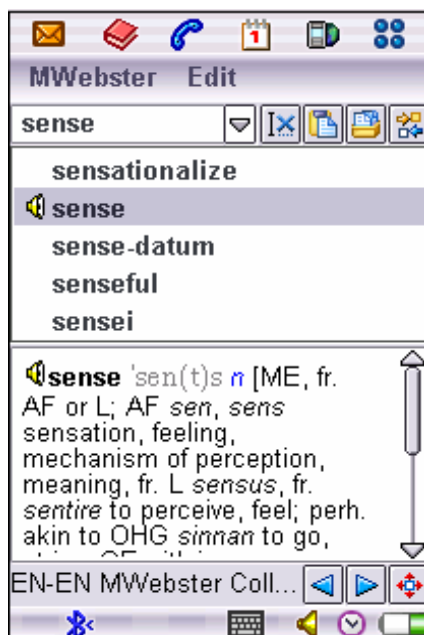 1
MWebster Edit
sense
sensationalize
sense
sense-datum
senseful
sensei
sense 'sen(t)s n [ME, fr.
AF or L; AF sen, sens
sensation, feeling,
mechanism of perception,
meaning, fr. L sensus, fr.
sentire to perceive, feel; perh.
akin to OHG sinnan to go,
EN-EN MWebster Coll...